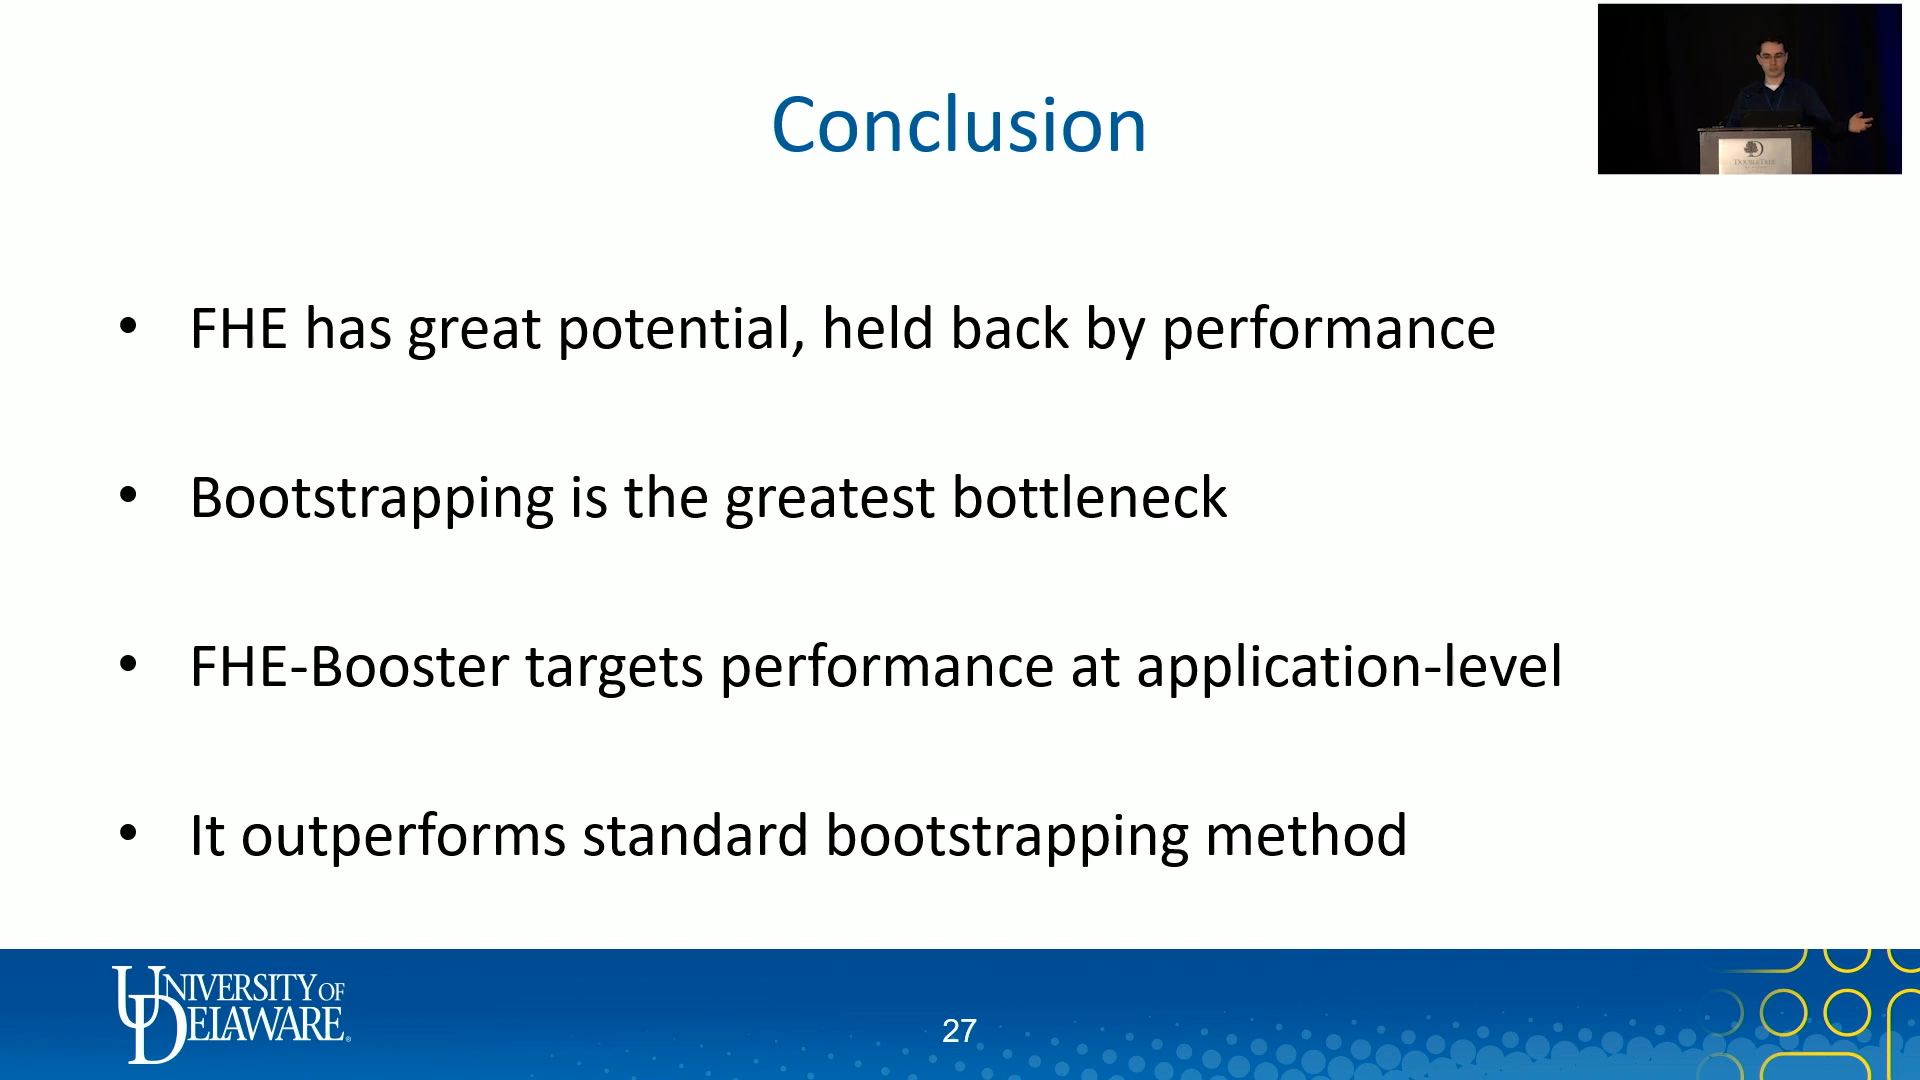 Conclusion
DOUBLETREE
• FHE has great potential, held back by performance
• Bootstrapping is the greatest bottleneck
• FHE-Booster targets performance at application-level
• It outperforms standard bootstrapping method
UNIVERSITY OF
DELAWARE
27